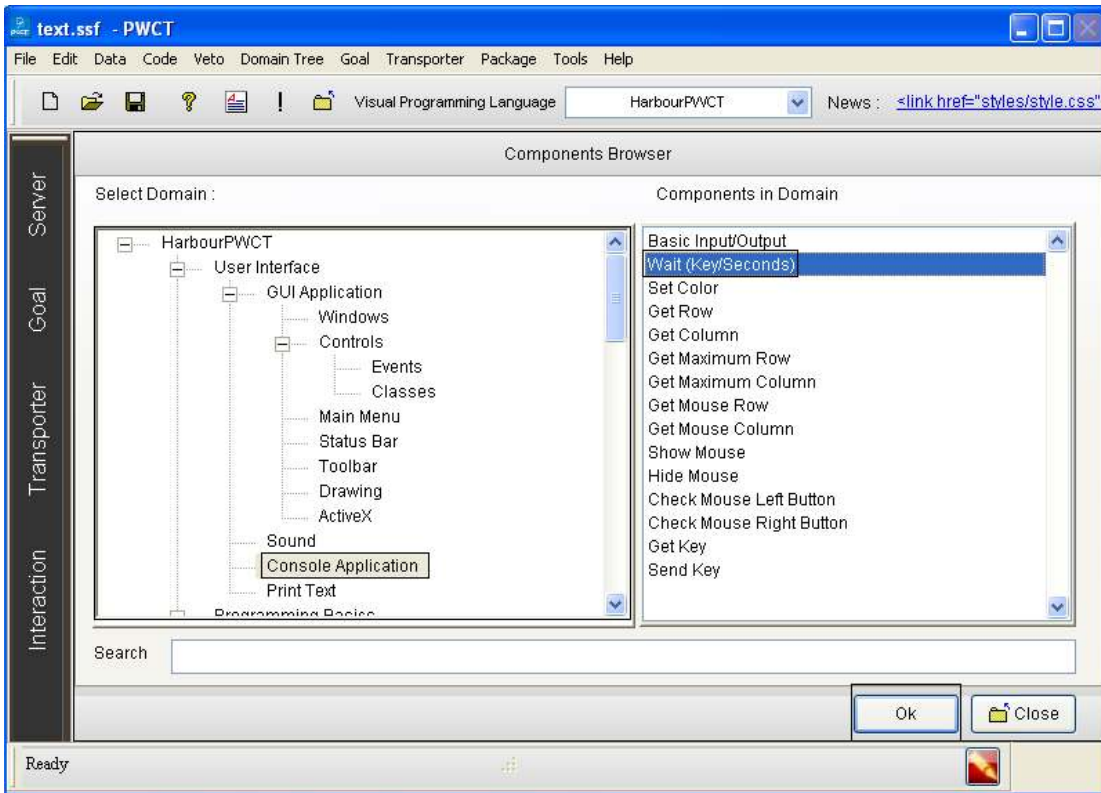 text.ssf - PWCT
File Edit Data Code Veto Domain Tree Goal Transporter Package Tools Help
Visual Programming Language HarbourPWCT News : <link href="styles/style.css"
Components Browser
Server
Goal
Transporter
Interaction
Select Domain :
HarbourPWCT
User Interface
GUI Application
Windows
Controls
Events
Classes
Main Menu
Status Bar
Toolbar
Drawing
ActiveX
Sound
Console Application
Print Text
Programming Basics
Components in Domain
Basic Input/Output
Wait (Key/Seconds)
Set Color
Get Row
Get Column
Get Maximum Row
Get Maximum Column
Get Mouse Row
Get Mouse Column
Show Mouse
Hide Mouse
Check Mouse Left Button
Check Mouse Right Button
Get Key
Send Key
Search
Ok
Close
Ready